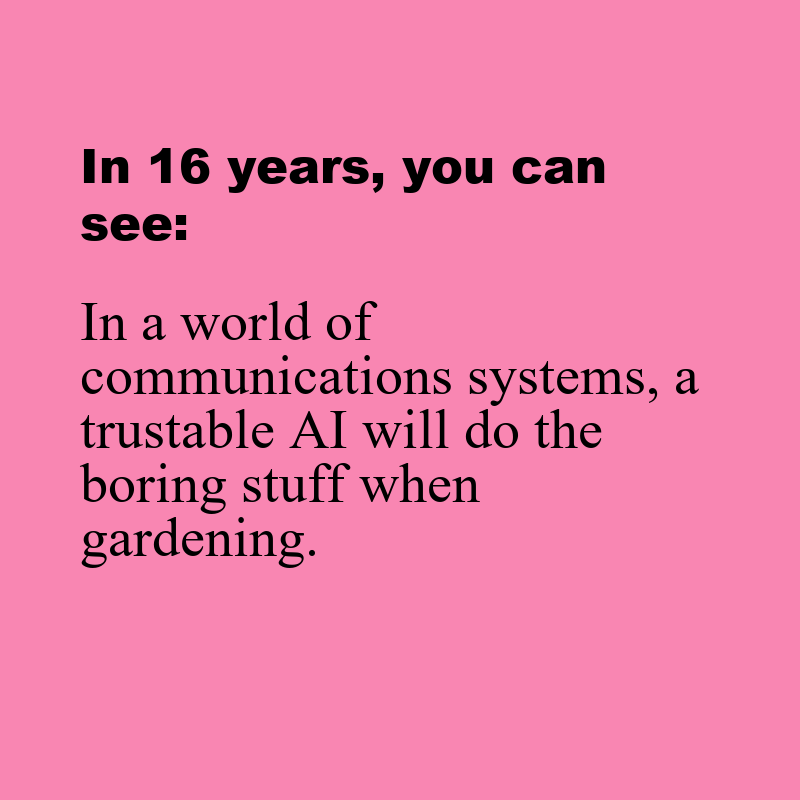 In 16 years, you can
see:
In a world of
communications systems, a
trustable AI will do the
boring stuff when
gardening.